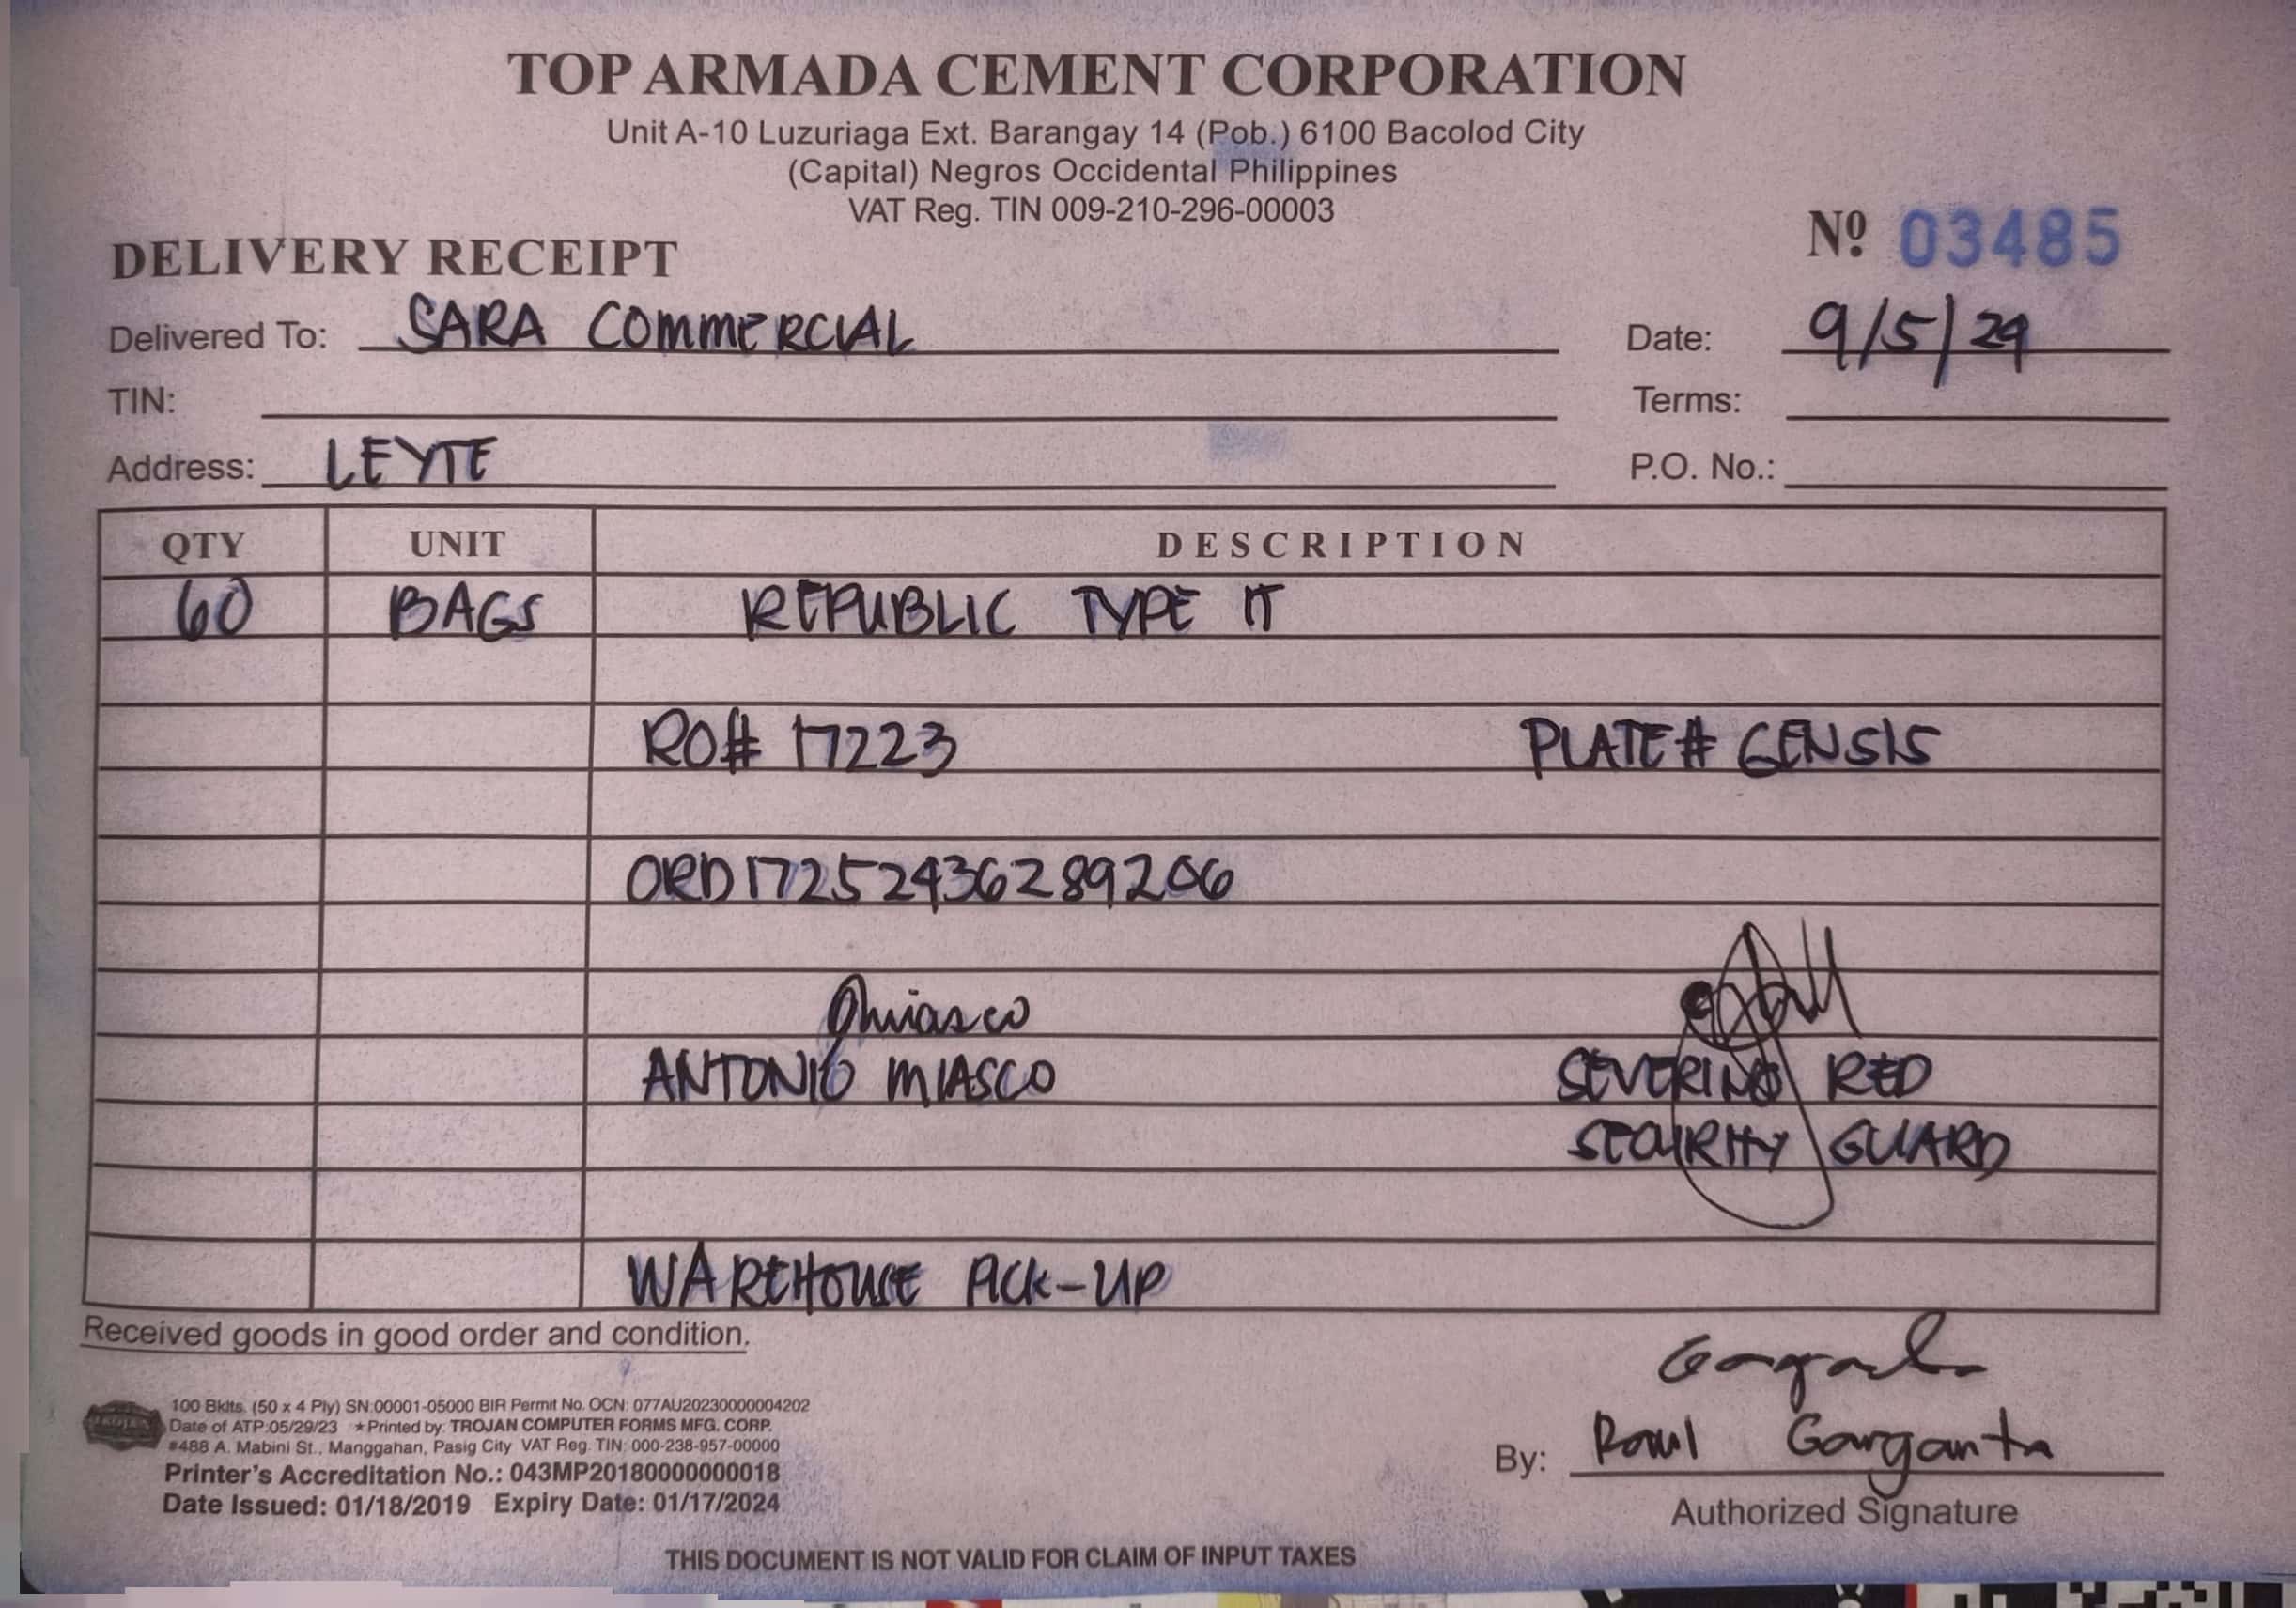 TOP ARMADA CEMENT CORPORATION
Unit A-10 Luzuriaga Ext. Barangay 14 (Pob.) 6100 Bacolod City
(Capital) Negros Occidental Philippines
VAT Reg. TIN 009-210-296-00003
DELIVERY RECEIPT Nº 03485
Delivered To: SARA COMMERCIAL Date: 9/5/24
TIN: Terms:
Address: LEYTE P.O. No.:
QTY UNIT DESCRIPTION
60 BAGS REPUBLIC TYPE IT
RO# 17223 PLATE# GENSIS
ORD1725243628 9206
Amiasco
ANTONIO MIASCO SEVERINO RED
SECURITY GUARD
WAREHOUSE PICK-UP
Received goods in good order and condition.
100 Bklts. (50 x 4 Ply) SN:00001-05000 BIR Permit No. OCN: 077AU20230000004202
Date of ATP:05/29/23 ★Printed by: TROJAN COMPUTER FORMS MFG. CORP.
#488 A. Mabini St., Manggahan, Pasig City VAT Reg. TIN: 000-238-957-00000
Printer's Accreditation No.: 043MP20180000000018
Date Issued: 01/18/2019 Expiry Date: 01/17/2024
By: Raul Garganta
Authorized Signature
THIS DOCUMENT IS NOT VALID FOR CLAIM OF INPUT TAXES